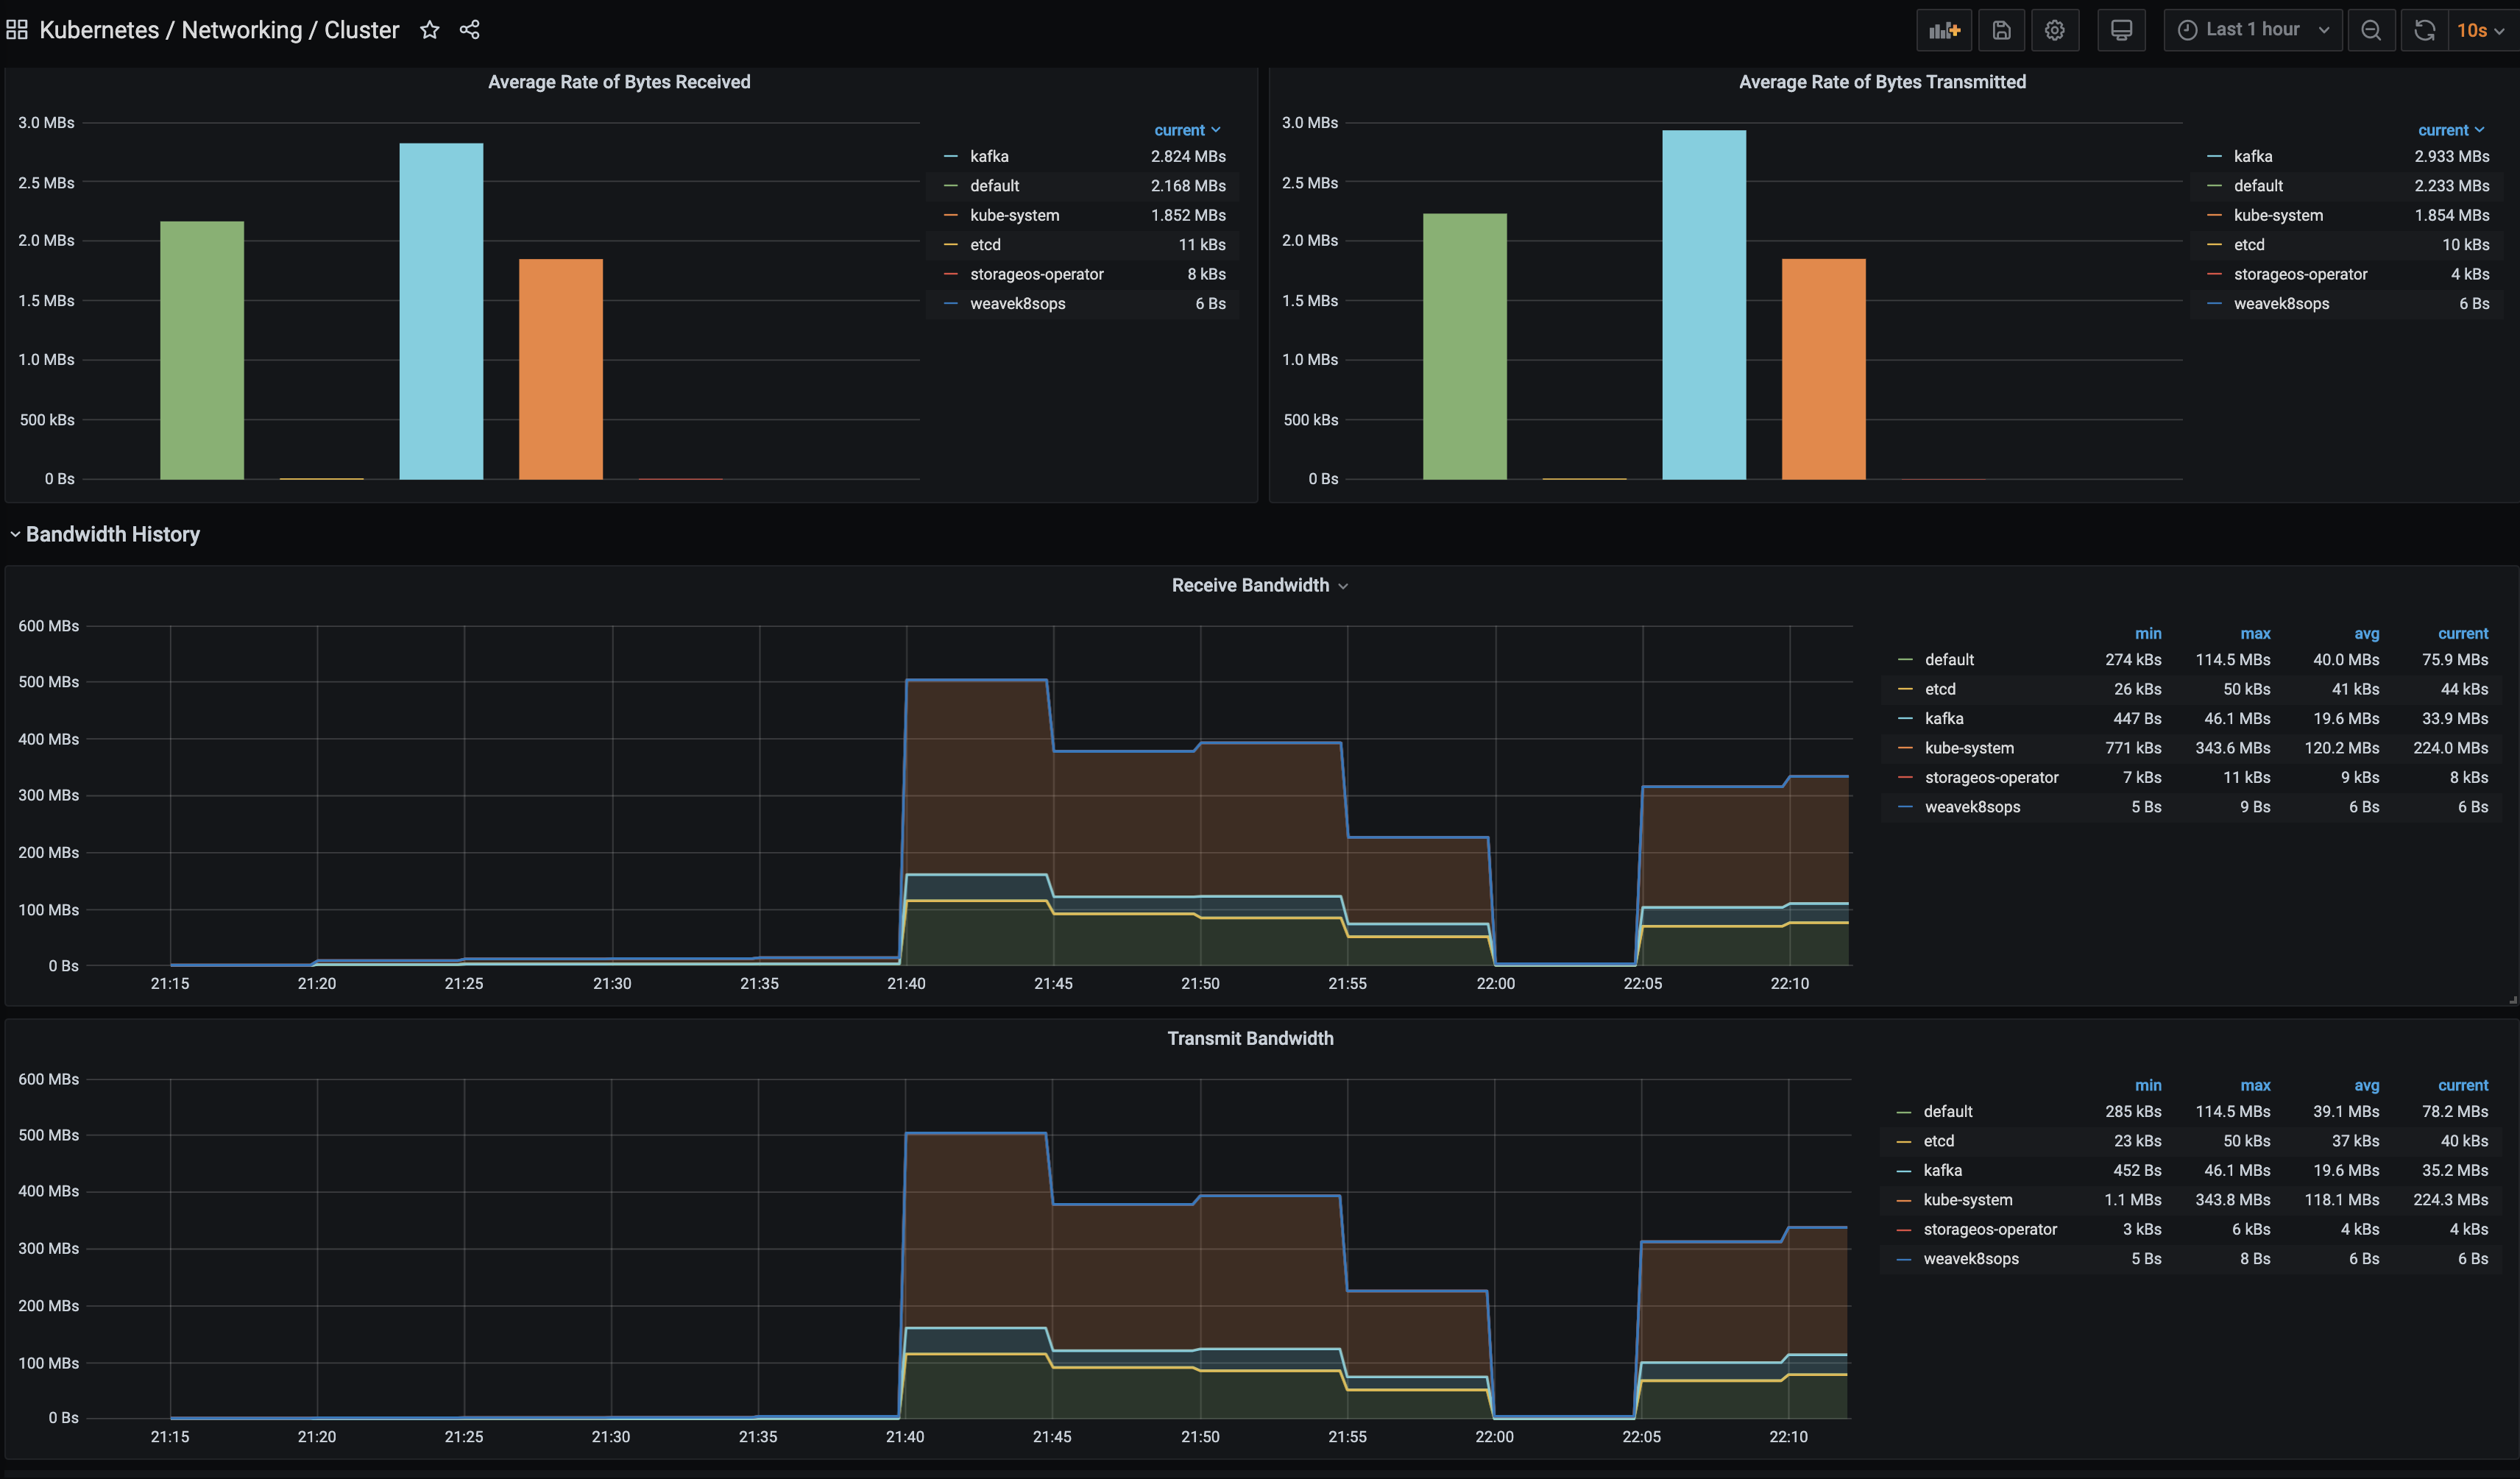 Kubernetes / Networking / Cluster
Last 1 hour
10s
Average Rate of Bytes Received
3.0 MBs
2.5 MBs
2.0 MBs
1.5 MBs
1.0 MBs
500 kBs
0 Bs
current
kafka 2.824 MBs
default 2.168 MBs
kube-system 1.852 MBs
etcd 11 kBs
storageos-operator 8 kBs
weavek8sops 6 Bs
Average Rate of Bytes Transmitted
3.0 MBs
2.5 MBs
2.0 MBs
1.5 MBs
1.0 MBs
500 kBs
0 Bs
current
kafka 2.933 MBs
default 2.233 MBs
kube-system 1.854 MBs
etcd 10 kBs
storageos-operator 4 kBs
weavek8sops 6 Bs
Bandwidth History
Receive Bandwidth
600 MBs
500 MBs
400 MBs
300 MBs
200 MBs
100 MBs
0 Bs
21:15 21:20 21:25 21:30 21:35 21:40 21:45 21:50 21:55 22:00 22:05 22:10
min max avg current
default 274 kBs 114.5 MBs 40.0 MBs 75.9 MBs
etcd 26 kBs 50 kBs 41 kBs 44 kBs
kafka 447 Bs 46.1 MBs 19.6 MBs 33.9 MBs
kube-system 771 kBs 343.6 MBs 120.2 MBs 224.0 MBs
storageos-operator 7 kBs 11 kBs 9 kBs 8 kBs
weavek8sops 5 Bs 9 Bs 6 Bs 6 Bs
Transmit Bandwidth
600 MBs
500 MBs
400 MBs
300 MBs
200 MBs
100 MBs
0 Bs
21:15 21:20 21:25 21:30 21:35 21:40 21:45 21:50 21:55 22:00 22:05 22:10
min max avg current
default 285 kBs 114.5 MBs 39.1 MBs 78.2 MBs
etcd 23 kBs 50 kBs 37 kBs 40 kBs
kafka 452 Bs 46.1 MBs 19.6 MBs 35.2 MBs
kube-system 1.1 MBs 343.8 MBs 118.1 MBs 224.3 MBs
storageos-operator 3 kBs 6 kBs 4 kBs 4 kBs
weavek8sops 5 Bs 8 Bs 6 Bs 6 Bs